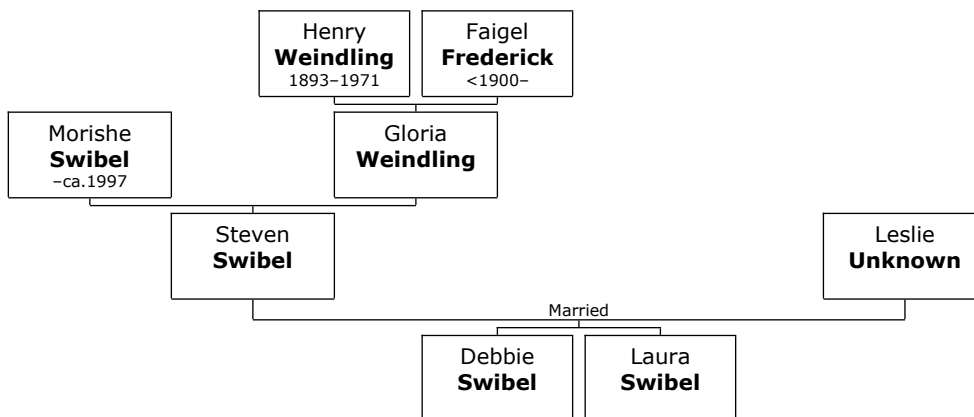 Henry
Weindling
1893–1971
Faigel
Frederick
<1900–
Morishe
Swibel
–ca.1997
Gloria
Weindling
Steven
Swibel
Leslie
Unknown
Married
Debbie
Swibel
Laura
Swibel